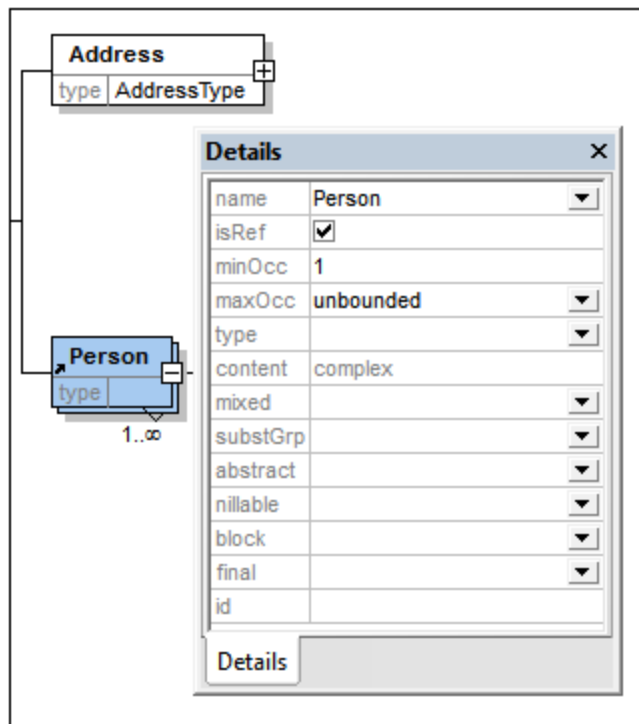 Address
type AddressType
Details
name Person
isRef
minOcc 1
maxOcc unbounded
type
content complex
mixed
substGrp
abstract
nillable
block
final
id
Details
Person
type
1..∞